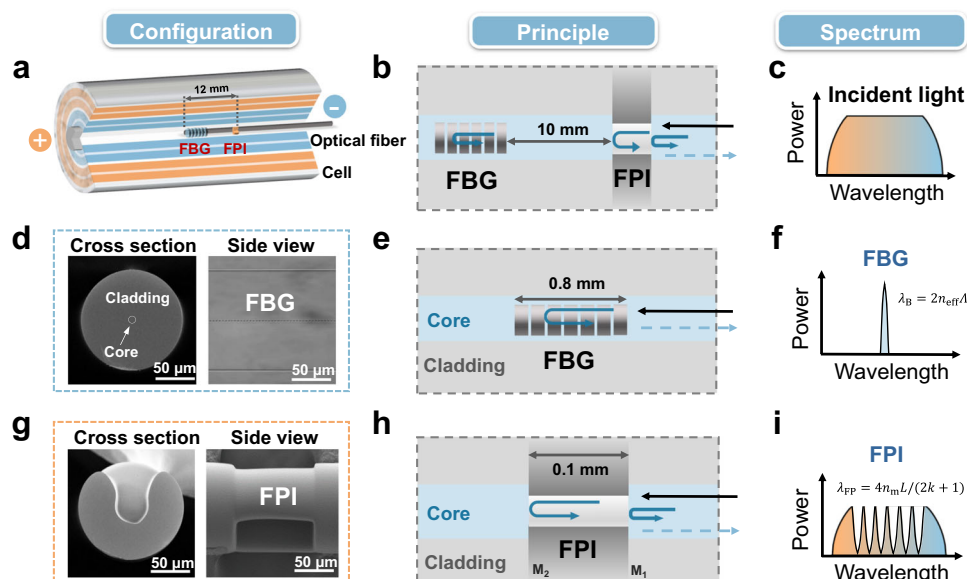 Configuration
Principle
Spectrum
a
12 mm
+
−
FBG
FPI
Optical fiber
Cell
b
10 mm
FBG
FPI
c
Incident light
Power
Wavelength
d
Cross section
Side view
Cladding
Core
50 μm
FBG
50 μm
e
0.8 mm
Core
FBG
Cladding
f
FBG
λB = 2neffΛ
Power
Wavelength
g
Cross section
Side view
50 μm
FPI
50 μm
h
0.1 mm
Core
FPI
Cladding
M2
M1
i
FPI
λFP = 4nmL/(2k + 1)
Power
Wavelength